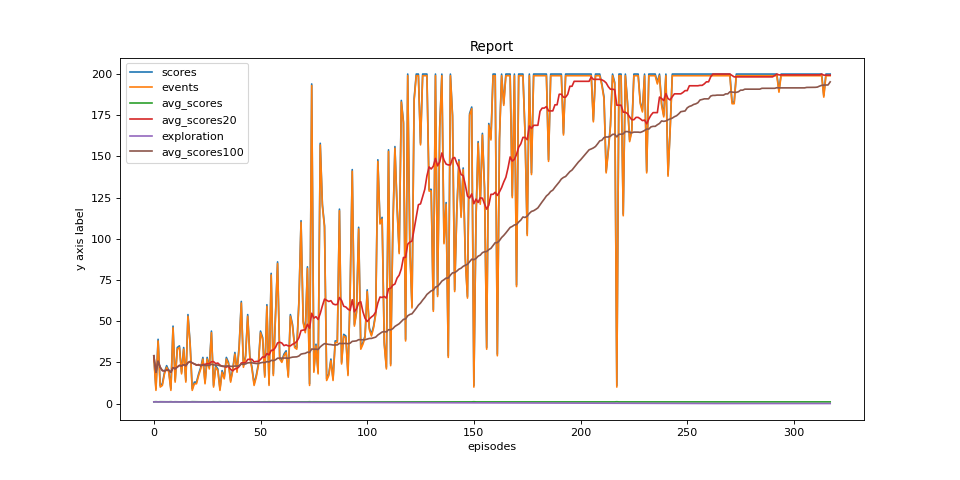 Report
scores
events
avg_scores
avg_scores20
exploration
avg_scores100
y axis label
200
175
150
125
100
75
50
25
0
0 50 100 150 200 250 300
episodes